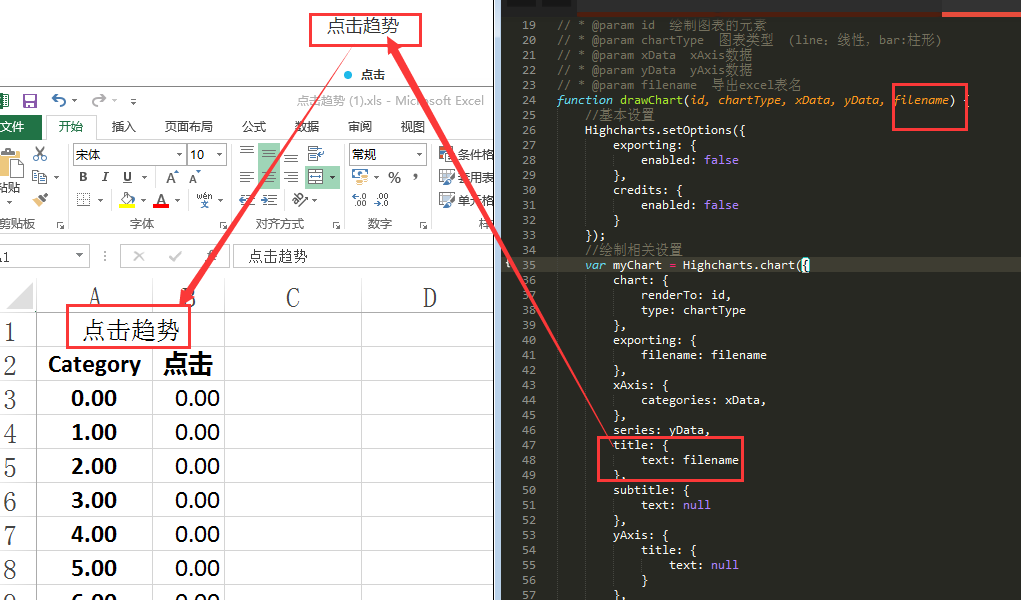 点击趋势
点击
点击趋势 (1).xls - Microsoft Excel
文件 开始 插入 页面布局 公式 数据 审阅 视图
宋体 10 常规 条件格
B I U A A wén 套用表
粘贴 % , 单元格
剪贴板 字体 对齐方式 数字 样
点击趋势
A B C D
1 点击趋势
2 Category 点击
3 0.00 0.00
4 1.00 0.00
5 2.00 0.00
6 3.00 0.00
7 4.00 0.00
8 5.00 0.00
19 // * @param id 绘制图表的元素
20 // * @param chartType 图表类型 (line: 线性，bar:柱形)
21 // * @param xData xAxis数据
22 // * @param yData yAxis数据
23 // * @param filename 导出excel表名
24 function drawChart(id, chartType, xData, yData, filename) {
25 //基本设置
26 Highcharts.setOptions({
27 exporting: {
28 enabled: false
29 },
30 credits: {
31 enabled: false
32 }
33 });
34 //绘制相关设置
35 var myChart = Highcharts.chart({
36 chart: {
37 renderTo: id,
38 type: chartType
39 },
40 exporting: {
41 filename: filename
42 },
43 xAxis: {
44 categories: xData,
45 },
46 series: yData,
47 title: {
48 text: filename
49 },
50 subtitle: {
51 text: null
52 },
53 yAxis: {
54 title: {
55 text: null
56 }
57 },